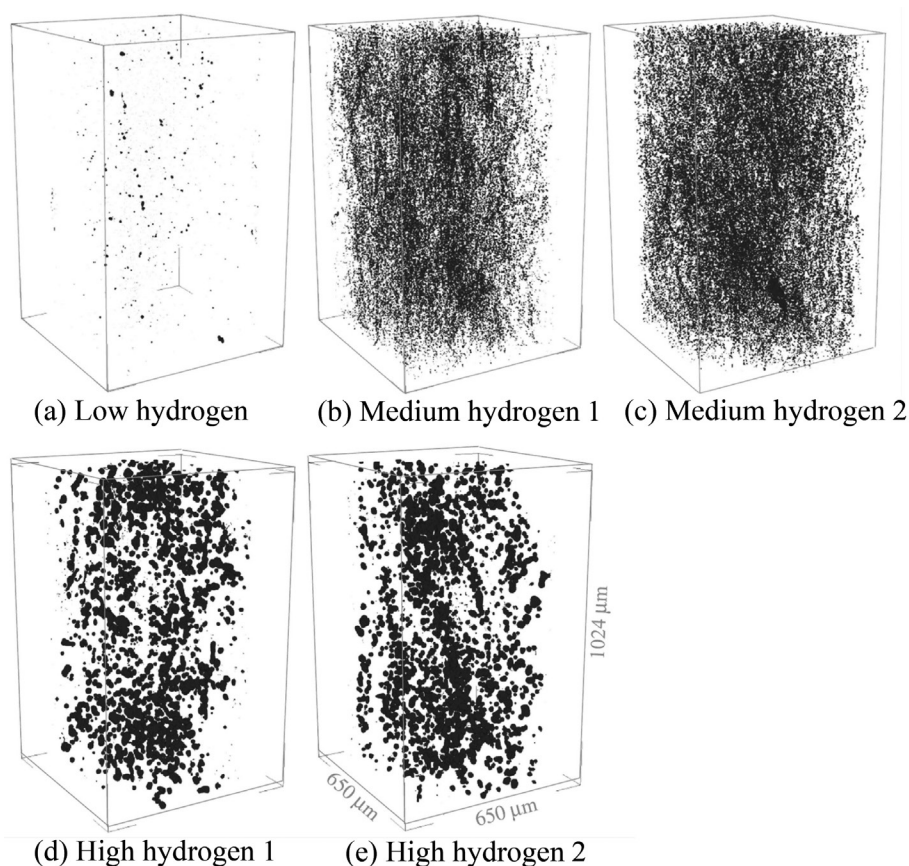 (a) Low hydrogen
(b) Medium hydrogen 1
(c) Medium hydrogen 2
1024 µm
650 µm
650 µm
(d) High hydrogen 1
(e) High hydrogen 2